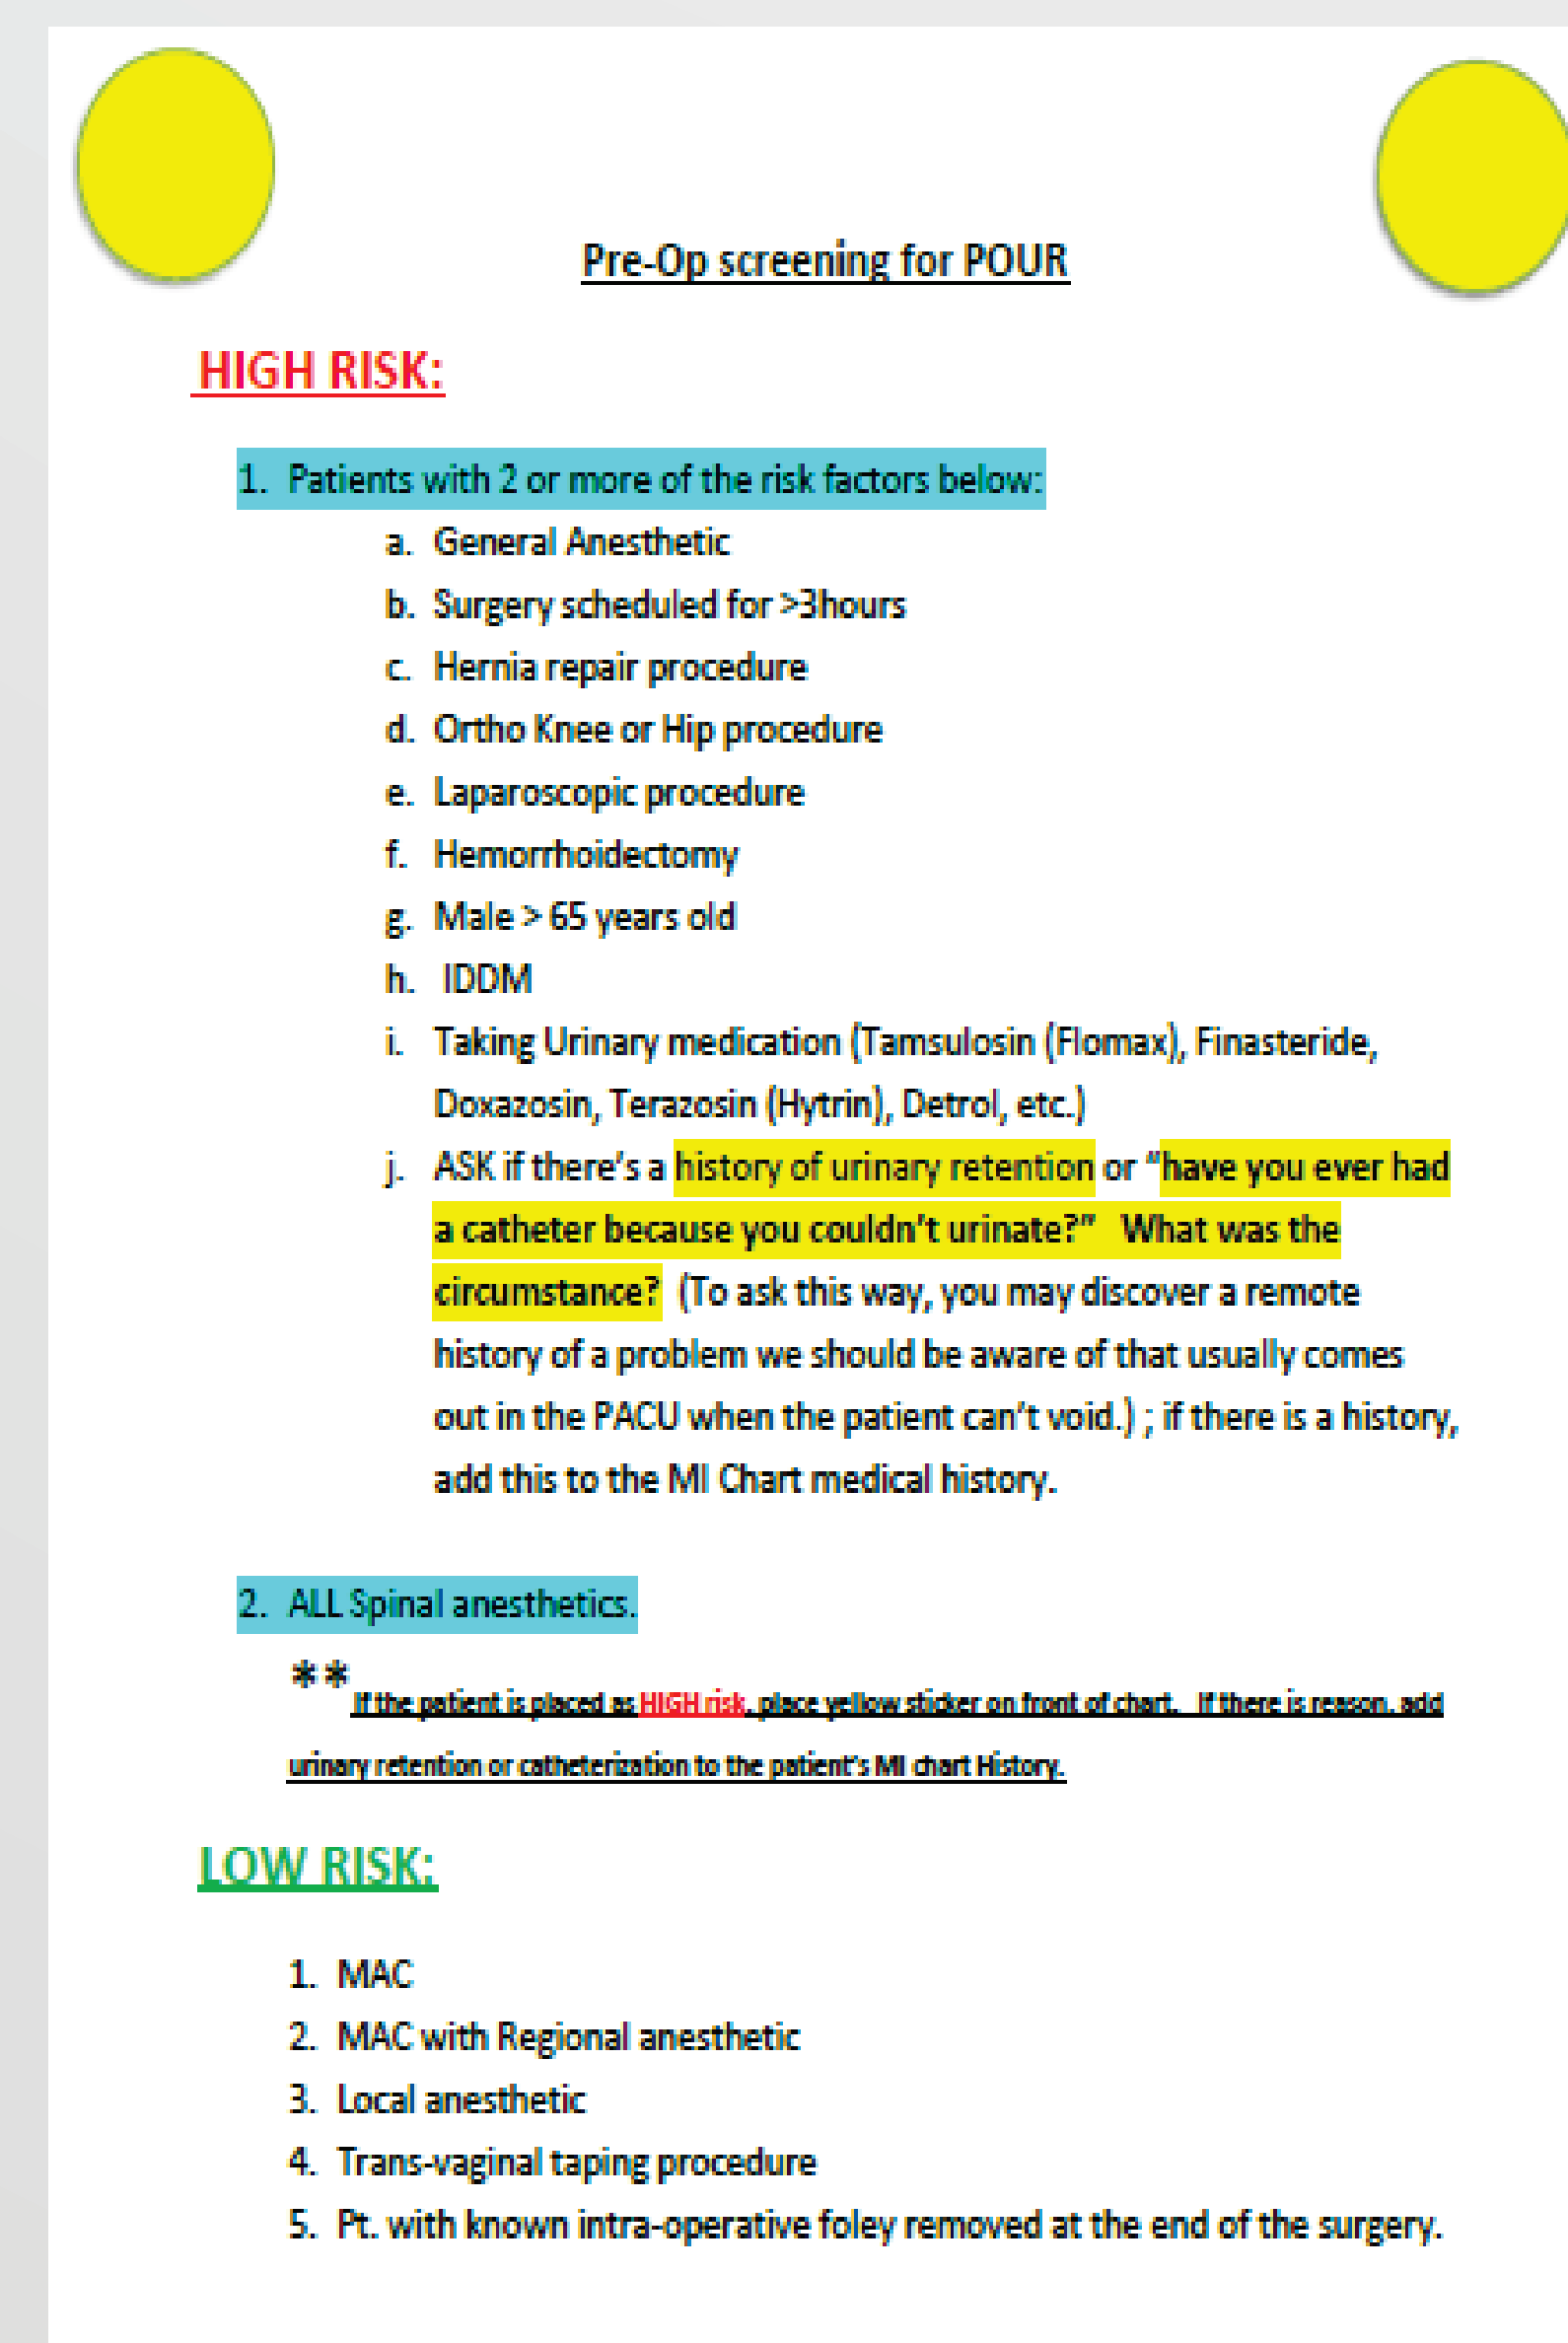 Pre-Op screening for POUR
HIGH RISK:
1. Patients with 2 or more of the risk factors below:
a. General Anesthetic
b. Surgery scheduled for >3hours
c. Hernia repair procedure
d. Ortho Knee or Hip procedure
e. Laparoscopic procedure
f. Hemorrhoidectomy
g. Male > 65 years old
h. IDDM
i. Taking Urinary medication (Tamsulosin (Flomax), Finasteride,
Doxazosin, Terazosin (Hytrin), Detrol, etc.)
j. ASK if there's a history of urinary retention or "have you ever had
a catheter because you couldn't urinate?" What was the
circumstance? (To ask this way, you may discover a remote
history of a problem we should be aware of that usually comes
out in the PACU when the patient can't void.) ; if there is a history,
add this to the MI Chart medical history.
2. ALL Spinal anesthetics.
**If the patient is placed as HIGH risk, place yellow sticker on front of chart. If there is reason, add
urinary retention or catheterization to the patient's MI chart History.
LOW RISK:
1. MAC
2. MAC with Regional anesthetic
3. Local anesthetic
4. Trans-vaginal taping procedure
5. Pt. with known intra-operative foley removed at the end of the surgery.